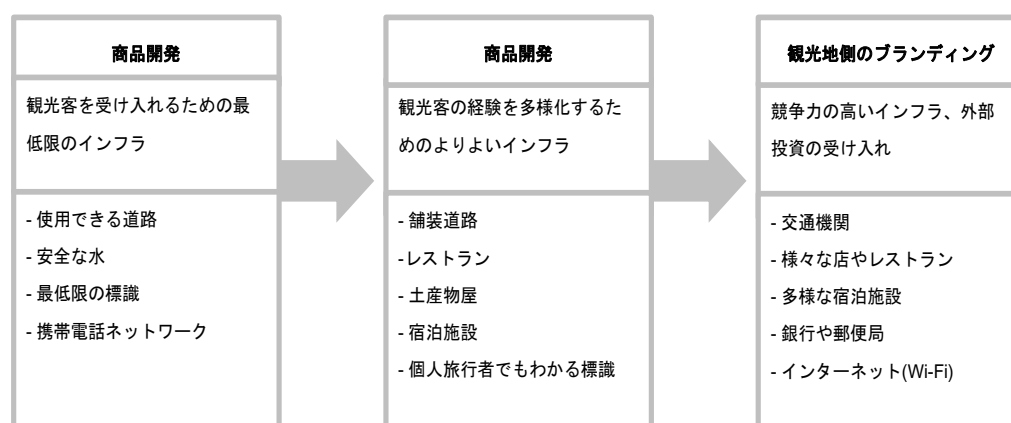 商品開発
観光客を受け入れるための最
低限のインフラ
- 使用できる道路
- 安全な水
- 最低限の標識
- 携帯電話ネットワーク
商品開発
観光客の経験を多様化するた
めのよりよいインフラ
- 舗装道路
-レストラン
- 土産物屋
- 宿泊施設
- 個人旅行者でもわかる標識
観光地側のブランディング
競争力の高いインフラ、外部
投資の受け入れ
- 交通機関
- 様々な店やレストラン
- 多様な宿泊施設
- 銀行や郵便局
- インターネット(Wi-Fi)